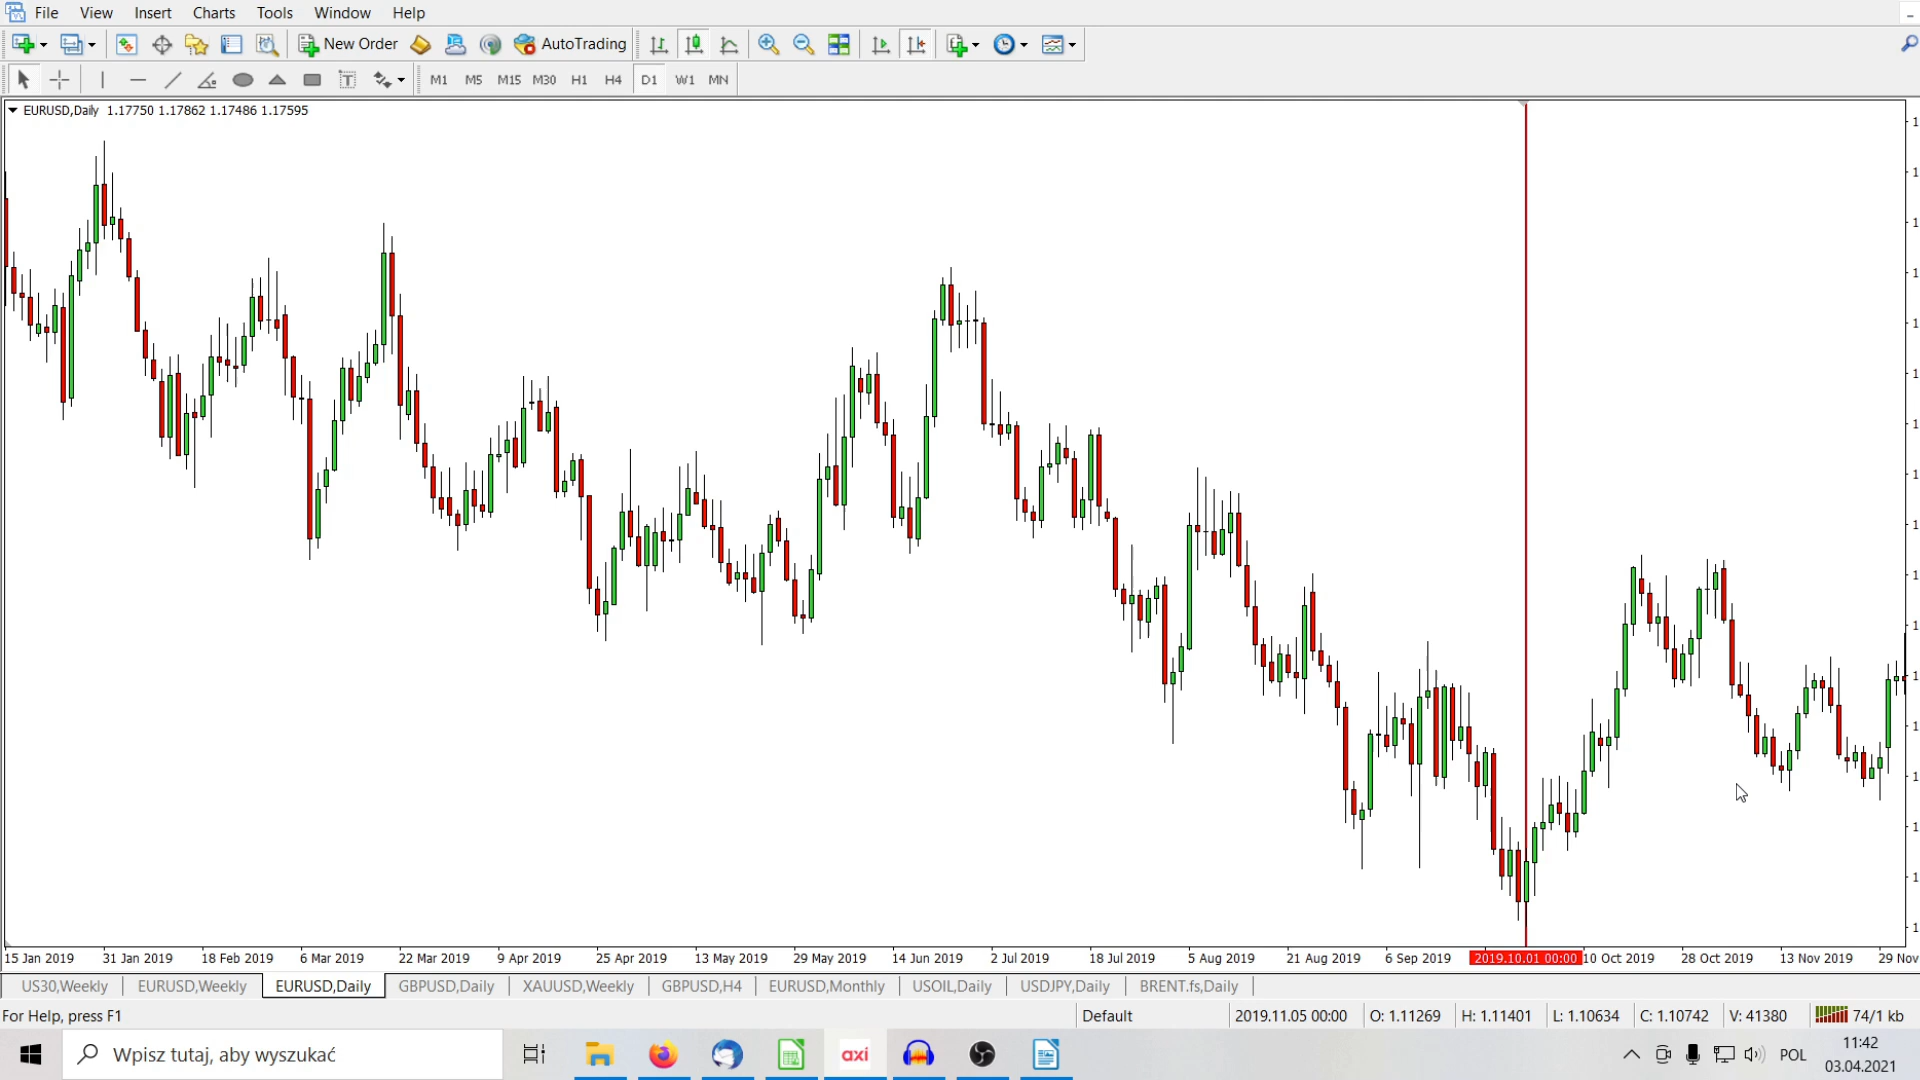 File View Insert Charts Tools Window Help
New Order AutoTrading
M1 M5 M15 M30 H1 H4 D1 W1 MN
EURUSD,Daily 1.17750 1.17862 1.17486 1.17595
15 Jan 2019 31 Jan 2019 18 Feb 2019 6 Mar 2019 22 Mar 2019 9 Apr 2019 25 Apr 2019 13 May 2019 29 May 2019 14 Jun 2019 2 Jul 2019 18 Jul 2019 5 Aug 2019 21 Aug 2019 6 Sep 2019 2019.10.01 00:00 10 Oct 2019 28 Oct 2019 13 Nov 2019 29 Nov
US30,Weekly EURUSD,Weekly EURUSD,Daily GBPUSD,Daily XAUUSD,Weekly GBPUSD,H4 EURUSD,Monthly USOIL,Daily USDJPY,Daily BRENT.fs,Daily
For Help, press F1 Default 2019.11.05 00:00 O: 1.11269 H: 1.11401 L: 1.10634 C: 1.10742 V: 41380 74/1 kb
Wpisz tutaj, aby wyszukać axi POL 11:42
03.04.2021